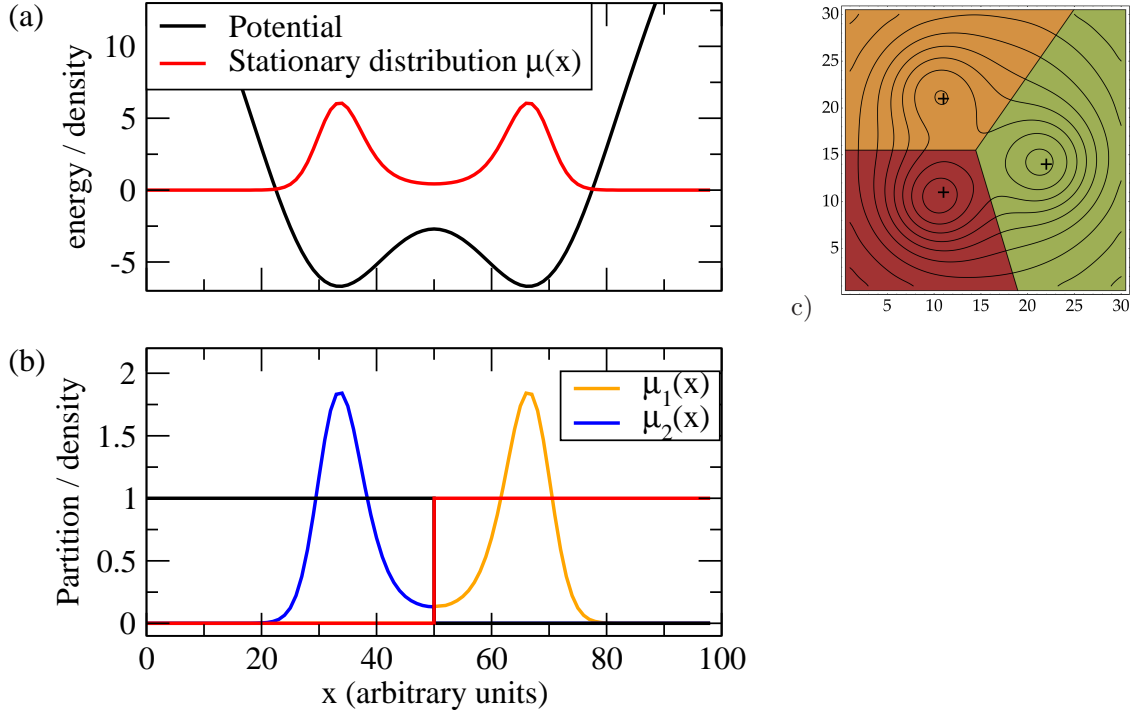 (a)
energy / density
10
5
0
-5
Potential
Stationary distribution μ(x)
(b)
Partition / density
2
1.5
1
0.5
0
μ1(x)
μ2(x)
0 20 40 60 80 100
x (arbitrary units)
c)
30
25
20
15
10
5
5 10 15 20 25 30